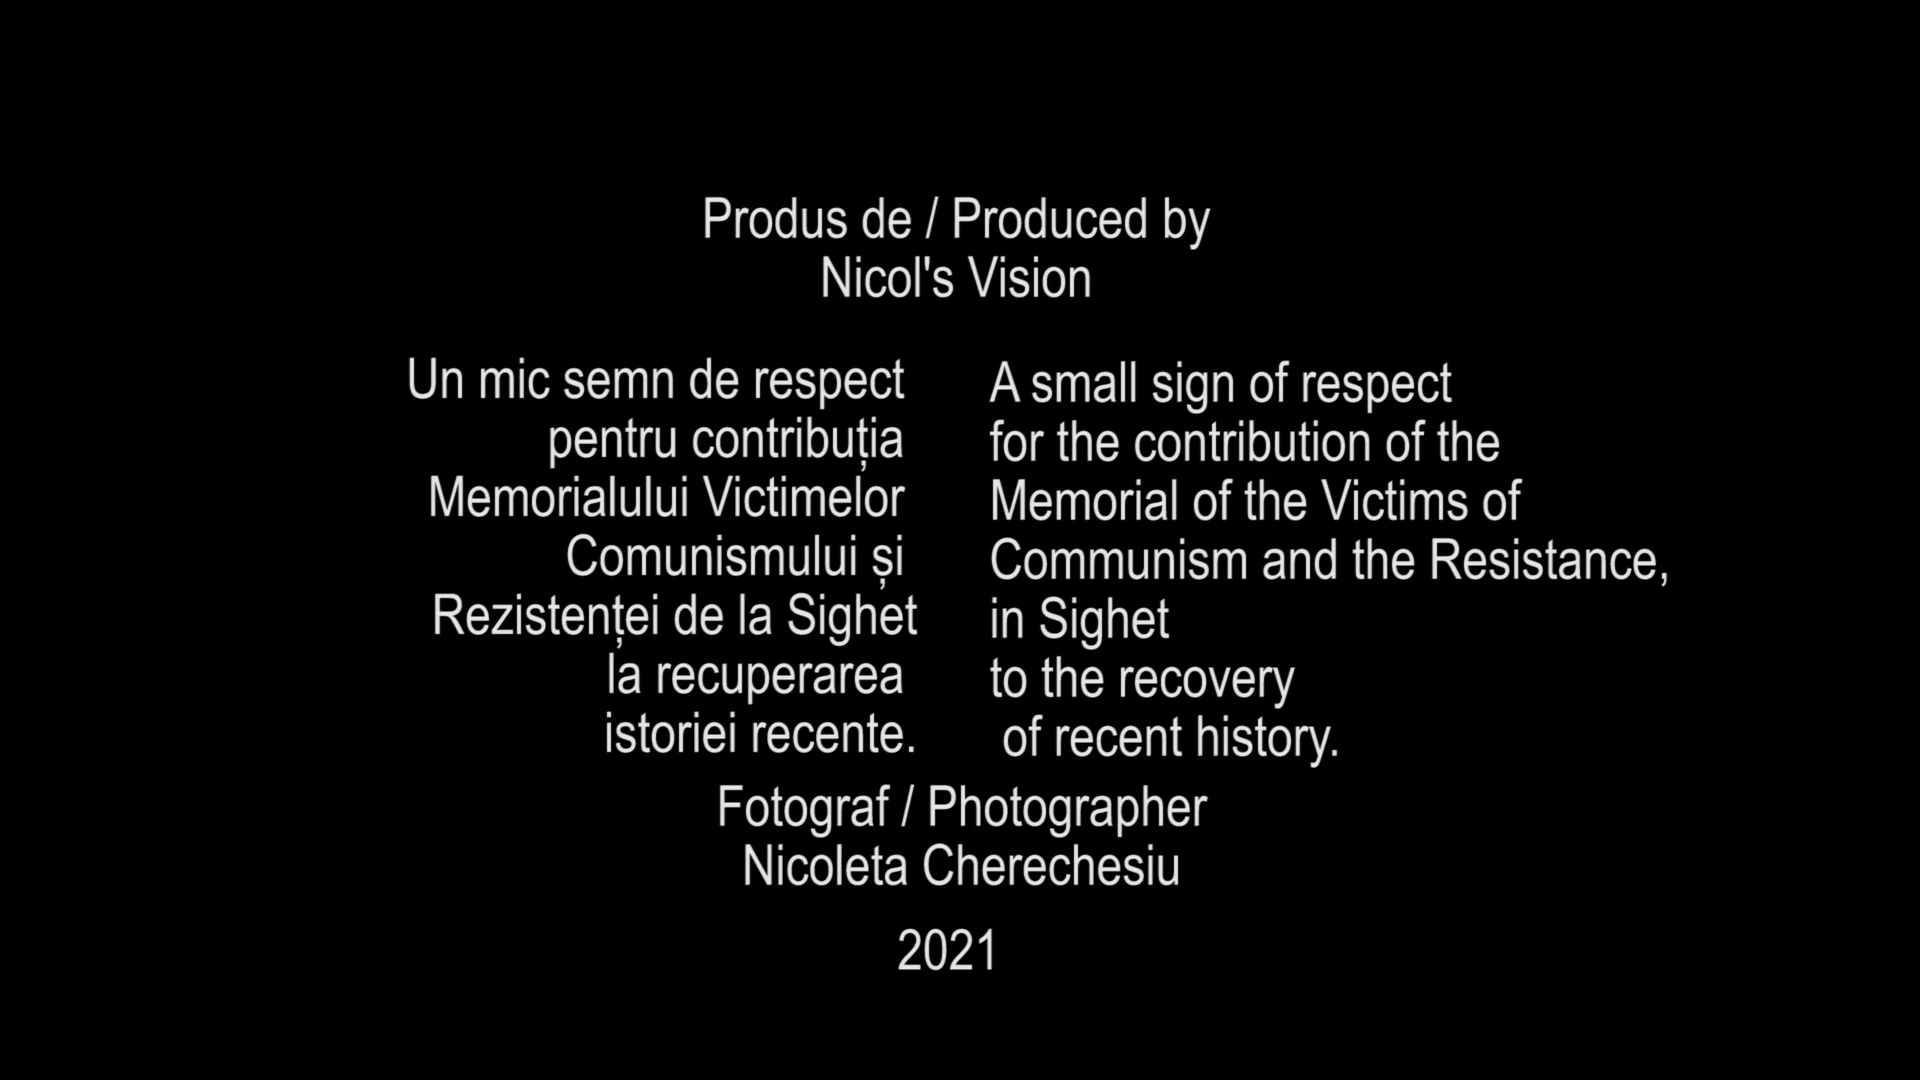 Produs de / Produced by
Nicol's Vision
Un mic semn de respect
pentru contribuția
Memorialului Victimelor
Comunismului și
Rezistenței de la Sighet
la recuperarea
istoriei recente.
A small sign of respect
for the contribution of the
Memorial of the Victims of
Communism and the Resistance,
in Sighet
to the recovery
of recent history.
Fotograf / Photographer
Nicoleta Cherechesiu
2021